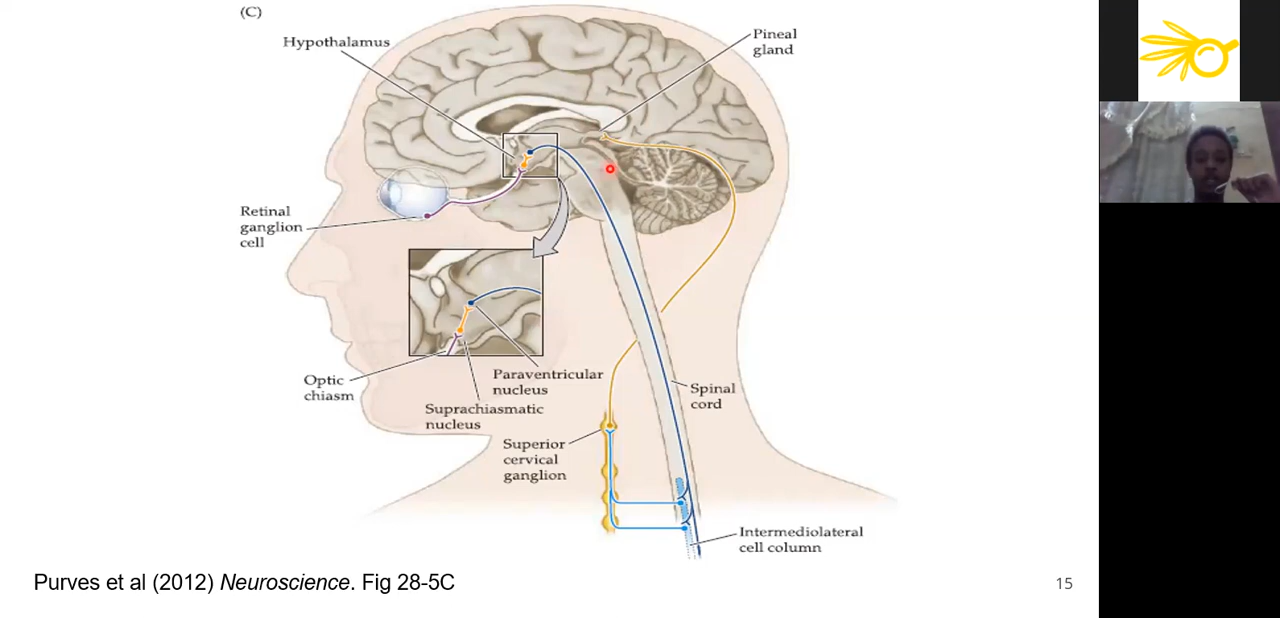 (C)
Hypothalamus
Pineal
gland
Retinal
ganglion
cell
Optic
chiasm
Paraventricular
nucleus
Suprachiasmatic
nucleus
Spinal
cord
Superior
cervical
ganglion
Intermediolateral
cell column
Purves et al (2012) Neuroscience. Fig 28-5C
15